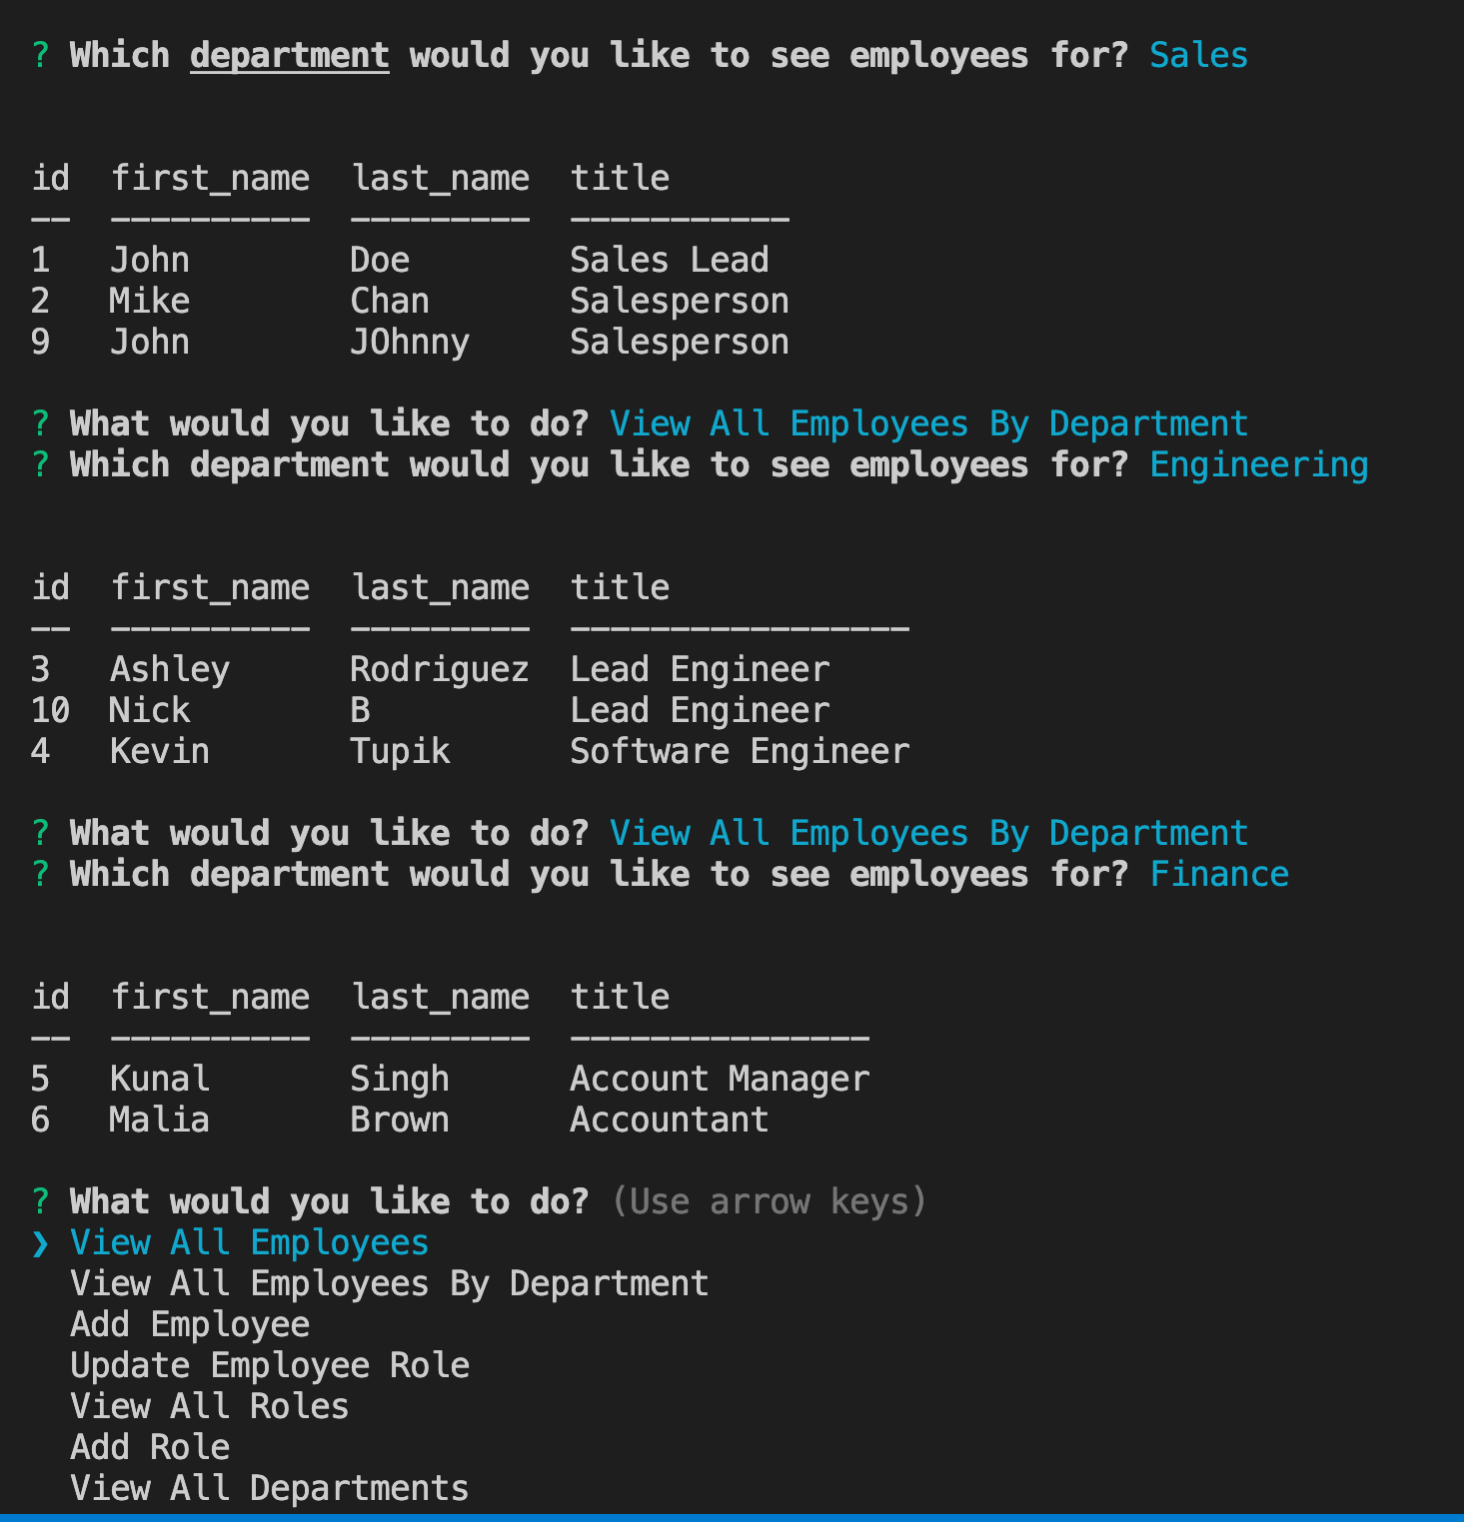 ? Which department would you like to see employees for? Sales
id first_name last_name title
-- ---------- --------- -----------
1 John Doe Sales Lead
2 Mike Chan Salesperson
9 John JOhnny Salesperson
? What would you like to do? View All Employees By Department
? Which department would you like to see employees for? Engineering
id first_name last_name title
-- ---------- --------- -----------------
3 Ashley Rodriguez Lead Engineer
10 Nick B Lead Engineer
4 Kevin Tupik Software Engineer
? What would you like to do? View All Employees By Department
? Which department would you like to see employees for? Finance
id first_name last_name title
-- ---------- --------- ---------------
5 Kunal Singh Account Manager
6 Malia Brown Accountant
? What would you like to do? (Use arrow keys)
❯ View All Employees
View All Employees By Department
Add Employee
Update Employee Role
View All Roles
Add Role
View All Departments